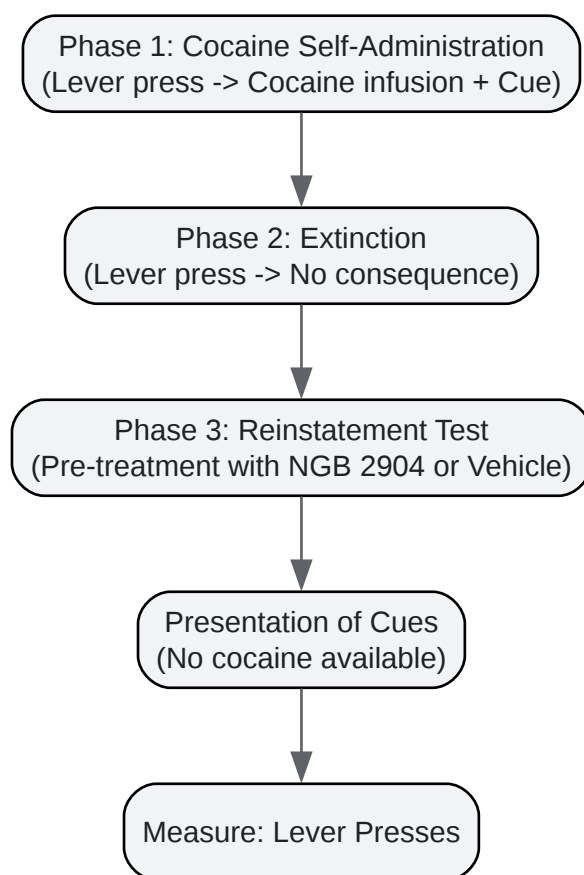 Phase 1: Cocaine Self-Administration
(Lever press -> Cocaine infusion + Cue)
Phase 2: Extinction
(Lever press -> No consequence)
Phase 3: Reinstatement Test
(Pre-treatment with NGB 2904 or Vehicle)
Presentation of Cues
(No cocaine available)
Measure: Lever Presses